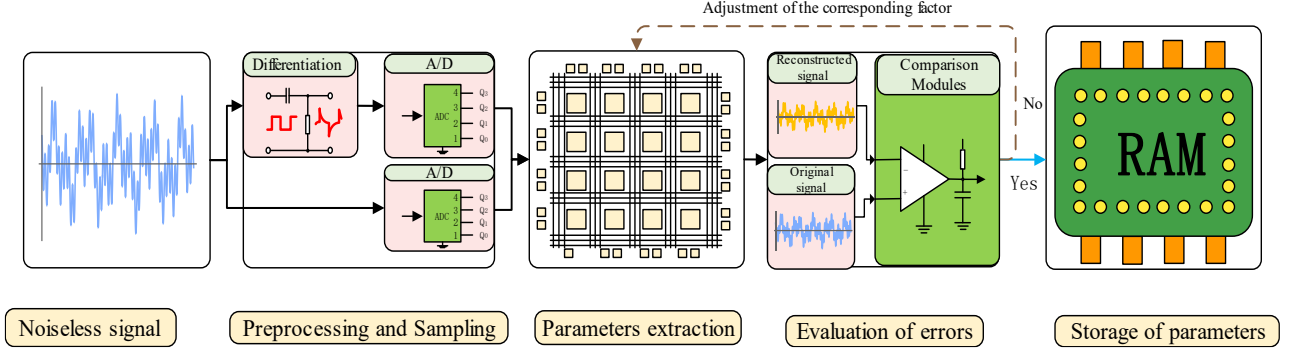 Adjustment of the corresponding factor
Differentiation
A/D
4
3
2
1
ADC
Q3
Q2
Q1
Q0
A/D
4
3
2
1
ADC
Q3
Q2
Q1
Q0
Reconstructed
signal
Original
signal
Comparison
Modules
−
+
No
Yes
RAM
Noiseless signal
Preprocessing and Sampling
Parameters extraction
Evaluation of errors
Storage of parameters